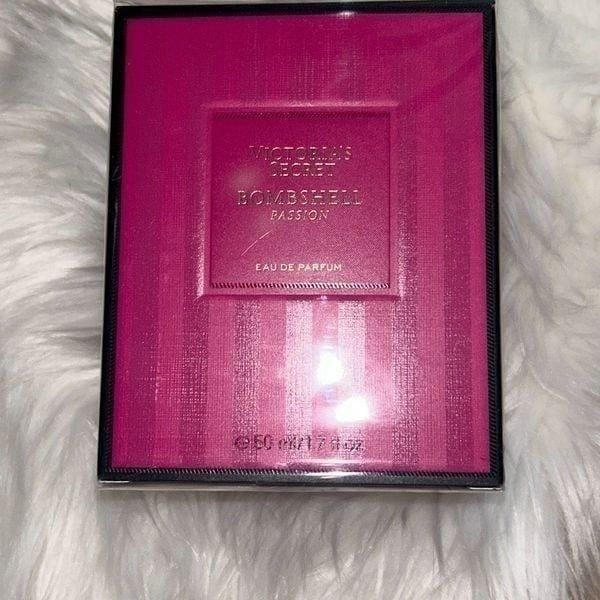 VICTORIA'S
SECRET
BOMBSHELL
PASSION
EAU DE PARFUM
℮ 50 ml/1.7 fl oz